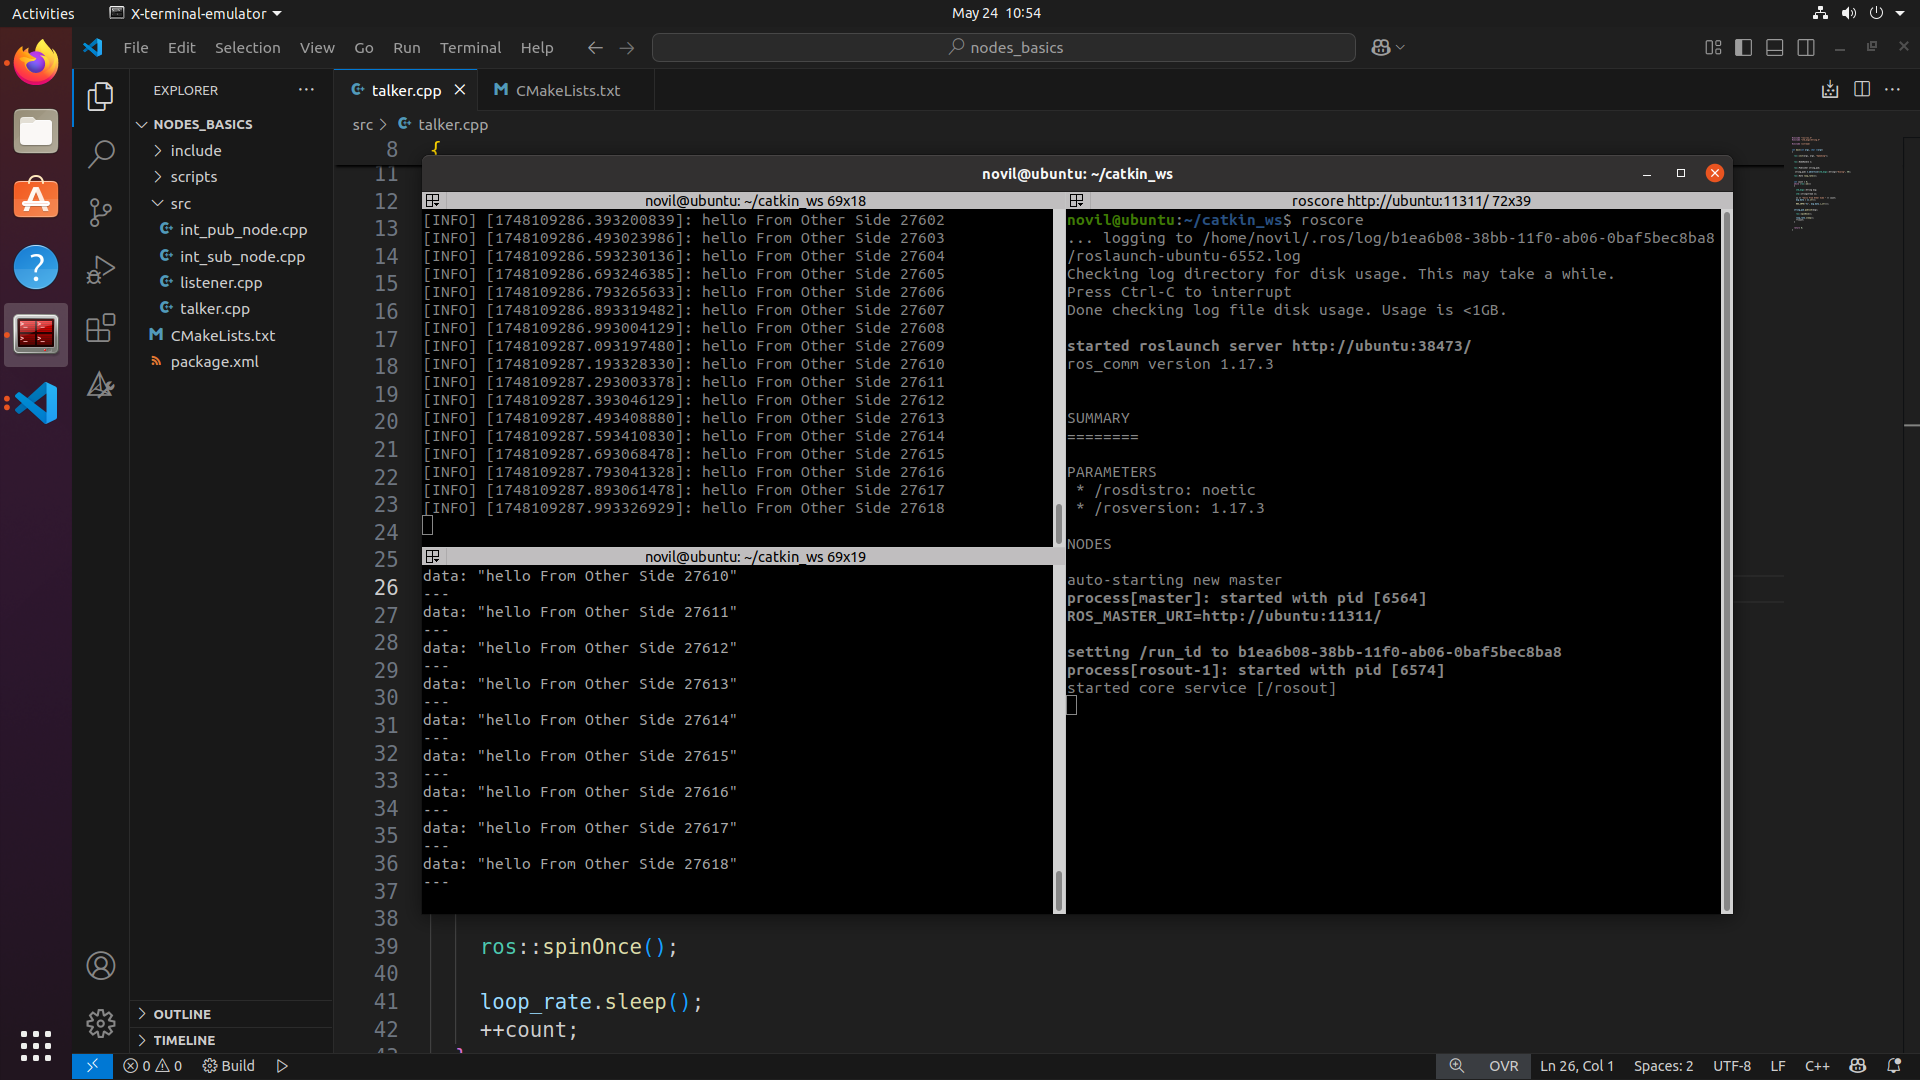 Activities
X-terminal-emulator
May 24 10:54
File Edit Selection View Go Run Terminal Help
nodes_basics
EXPLORER
NODES_BASICS
include
scripts
src
int_pub_node.cpp
int_sub_node.cpp
listener.cpp
talker.cpp
CMakeLists.txt
package.xml
OUTLINE
TIMELINE
talker.cpp
CMakeLists.txt
src > talker.cpp
8 {
11
12
13
14
15
16
17
18
19
20
21
22
23
24
25
26
27
28
29
30
31
32
33
34
35
36
37
38
39 ros::spinOnce();
40
41 loop_rate.sleep();
42 ++count;
novil@ubuntu: ~/catkin_ws
novil@ubuntu: ~/catkin_ws 69x18
[INFO] [1748109286.393200839]: hello From Other Side 27602
[INFO] [1748109286.493023986]: hello From Other Side 27603
[INFO] [1748109286.593230136]: hello From Other Side 27604
[INFO] [1748109286.693246385]: hello From Other Side 27605
[INFO] [1748109286.793265633]: hello From Other Side 27606
[INFO] [1748109286.893319482]: hello From Other Side 27607
[INFO] [1748109286.993004129]: hello From Other Side 27608
[INFO] [1748109287.093197480]: hello From Other Side 27609
[INFO] [1748109287.193328330]: hello From Other Side 27610
[INFO] [1748109287.293003378]: hello From Other Side 27611
[INFO] [1748109287.393046129]: hello From Other Side 27612
[INFO] [1748109287.493408880]: hello From Other Side 27613
[INFO] [1748109287.593410830]: hello From Other Side 27614
[INFO] [1748109287.693068478]: hello From Other Side 27615
[INFO] [1748109287.793041328]: hello From Other Side 27616
[INFO] [1748109287.893061478]: hello From Other Side 27617
[INFO] [1748109287.993326929]: hello From Other Side 27618
novil@ubuntu: ~/catkin_ws 69x19
data: "hello From Other Side 27610"
---
data: "hello From Other Side 27611"
---
data: "hello From Other Side 27612"
---
data: "hello From Other Side 27613"
---
data: "hello From Other Side 27614"
---
data: "hello From Other Side 27615"
---
data: "hello From Other Side 27616"
---
data: "hello From Other Side 27617"
---
data: "hello From Other Side 27618"
---
roscore http://ubuntu:11311/ 72x39
novil@ubuntu:~/catkin_ws$ roscore
... logging to /home/novil/.ros/log/b1ea6b08-38bb-11f0-ab06-0baf5bec8ba8
/roslaunch-ubuntu-6552.log
Checking log directory for disk usage. This may take a while.
Press Ctrl-C to interrupt
Done checking log file disk usage. Usage is <1GB.
started roslaunch server http://ubuntu:38473/
ros_comm version 1.17.3
SUMMARY
========
PARAMETERS
* /rosdistro: noetic
* /rosversion: 1.17.3
NODES
auto-starting new master
process[master]: started with pid [6564]
ROS_MASTER_URI=http://ubuntu:11311/
setting /run_id to b1ea6b08-38bb-11f0-ab06-0baf5bec8ba8
process[rosout-1]: started with pid [6574]
started core service [/rosout]
0 0 Build
OVR Ln 26, Col 1 Spaces: 2 UTF-8 LF C++